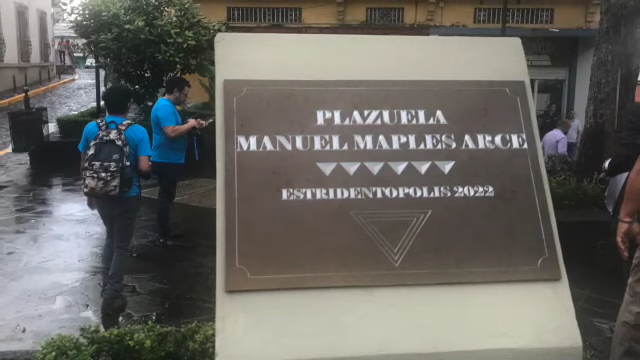 PLAZUELA
MANUEL MAPLES ARCE
ESTRIDENTOPOLIS 2022